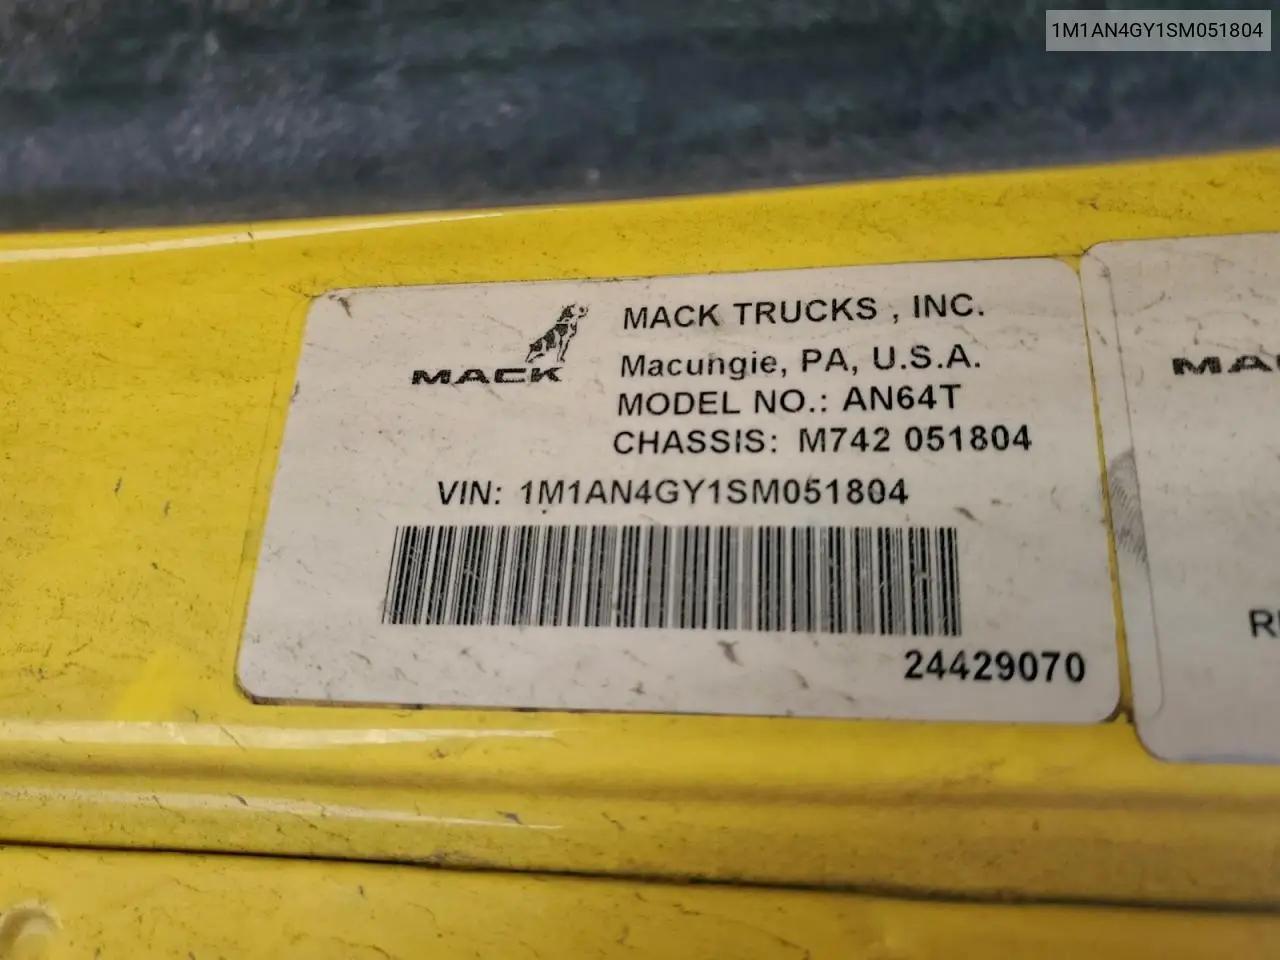 1M1AN4GY1SM051804
MACK
MACK TRUCKS , INC.
Macungie, PA, U.S.A.
MODEL NO.: AN64T
CHASSIS: M742 051804
VIN: 1M1AN4GY1SM051804
24429070